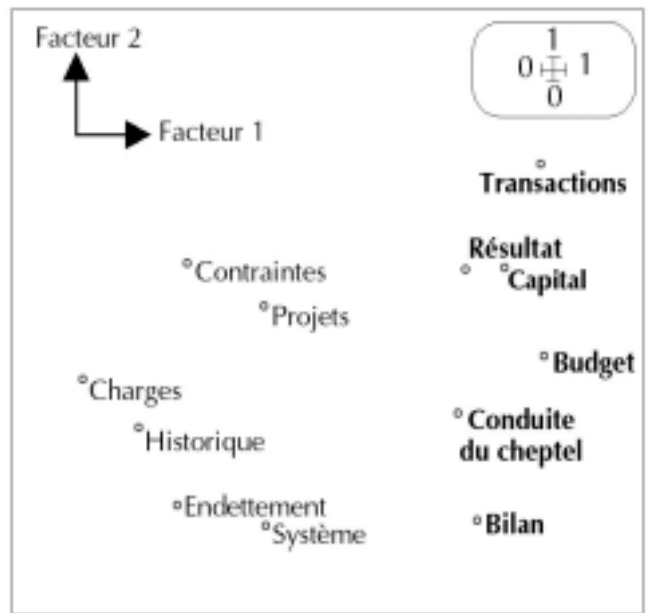 Facteur 2
1
0 1
0
Facteur 1
Transactions
Résultat
Contraintes
Capital
Projets
Budget
Charges
Conduite
du cheptel
Historique
Endettement
Système
Bilan